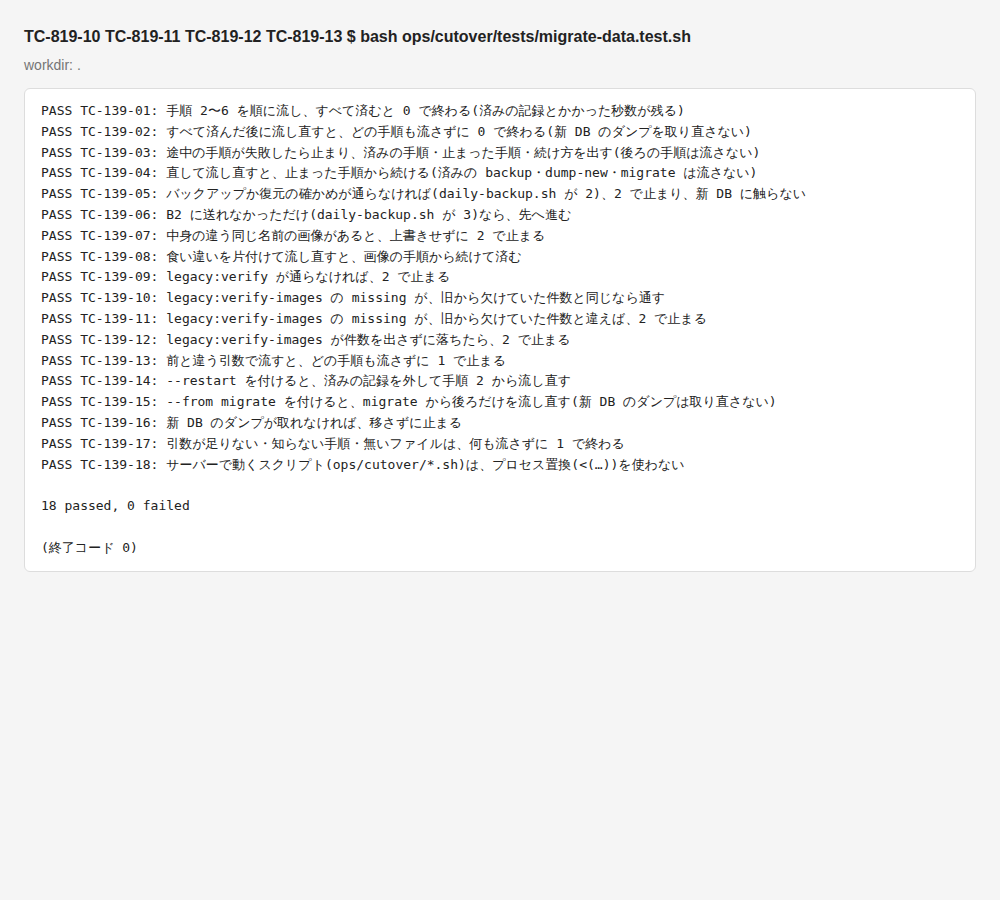 TC-819-10 TC-819-11 TC-819-12 TC-819-13 $ bash ops/cutover/tests/migrate-data.test.sh
workdir: .
PASS TC-139-01: 手順 2〜6 を順に流し、すべて済むと 0 で終わる(済みの記録とかかった秒数が残る)
PASS TC-139-02: すべて済んだ後に流し直すと、どの手順も流さずに 0 で終わる(新 DB のダンプを取り直さない)
PASS TC-139-03: 途中の手順が失敗したら止まり、済みの手順・止まった手順・続け方を出す(後ろの手順は流さない)
PASS TC-139-04: 直して流し直すと、止まった手順から続ける(済みの backup・dump-new・migrate は流さない)
PASS TC-139-05: バックアップか復元の確かめが通らなければ(daily-backup.sh が 2)、2 で止まり、新 DB に触らない
PASS TC-139-06: B2 に送れなかっただけ(daily-backup.sh が 3)なら、先へ進む
PASS TC-139-07: 中身の違う同じ名前の画像があると、上書きせずに 2 で止まる
PASS TC-139-08: 食い違いを片付けて流し直すと、画像の手順から続けて済む
PASS TC-139-09: legacy:verify が通らなければ、2 で止まる
PASS TC-139-10: legacy:verify-images の missing が、旧から欠けていた件数と同じなら通す
PASS TC-139-11: legacy:verify-images の missing が、旧から欠けていた件数と違えば、2 で止まる
PASS TC-139-12: legacy:verify-images が件数を出さずに落ちたら、2 で止まる
PASS TC-139-13: 前と違う引数で流すと、どの手順も流さずに 1 で止まる
PASS TC-139-14: --restart を付けると、済みの記録を外して手順 2 から流し直す
PASS TC-139-15: --from migrate を付けると、migrate から後ろだけを流し直す(新 DB のダンプは取り直さない)
PASS TC-139-16: 新 DB のダンプが取れなければ、移さずに止まる
PASS TC-139-17: 引数が足りない・知らない手順・無いファイルは、何も流さずに 1 で終わる
PASS TC-139-18: サーバーで動くスクリプト(ops/cutover/*.sh)は、プロセス置換(<(…))を使わない
18 passed, 0 failed
(終了コード 0)